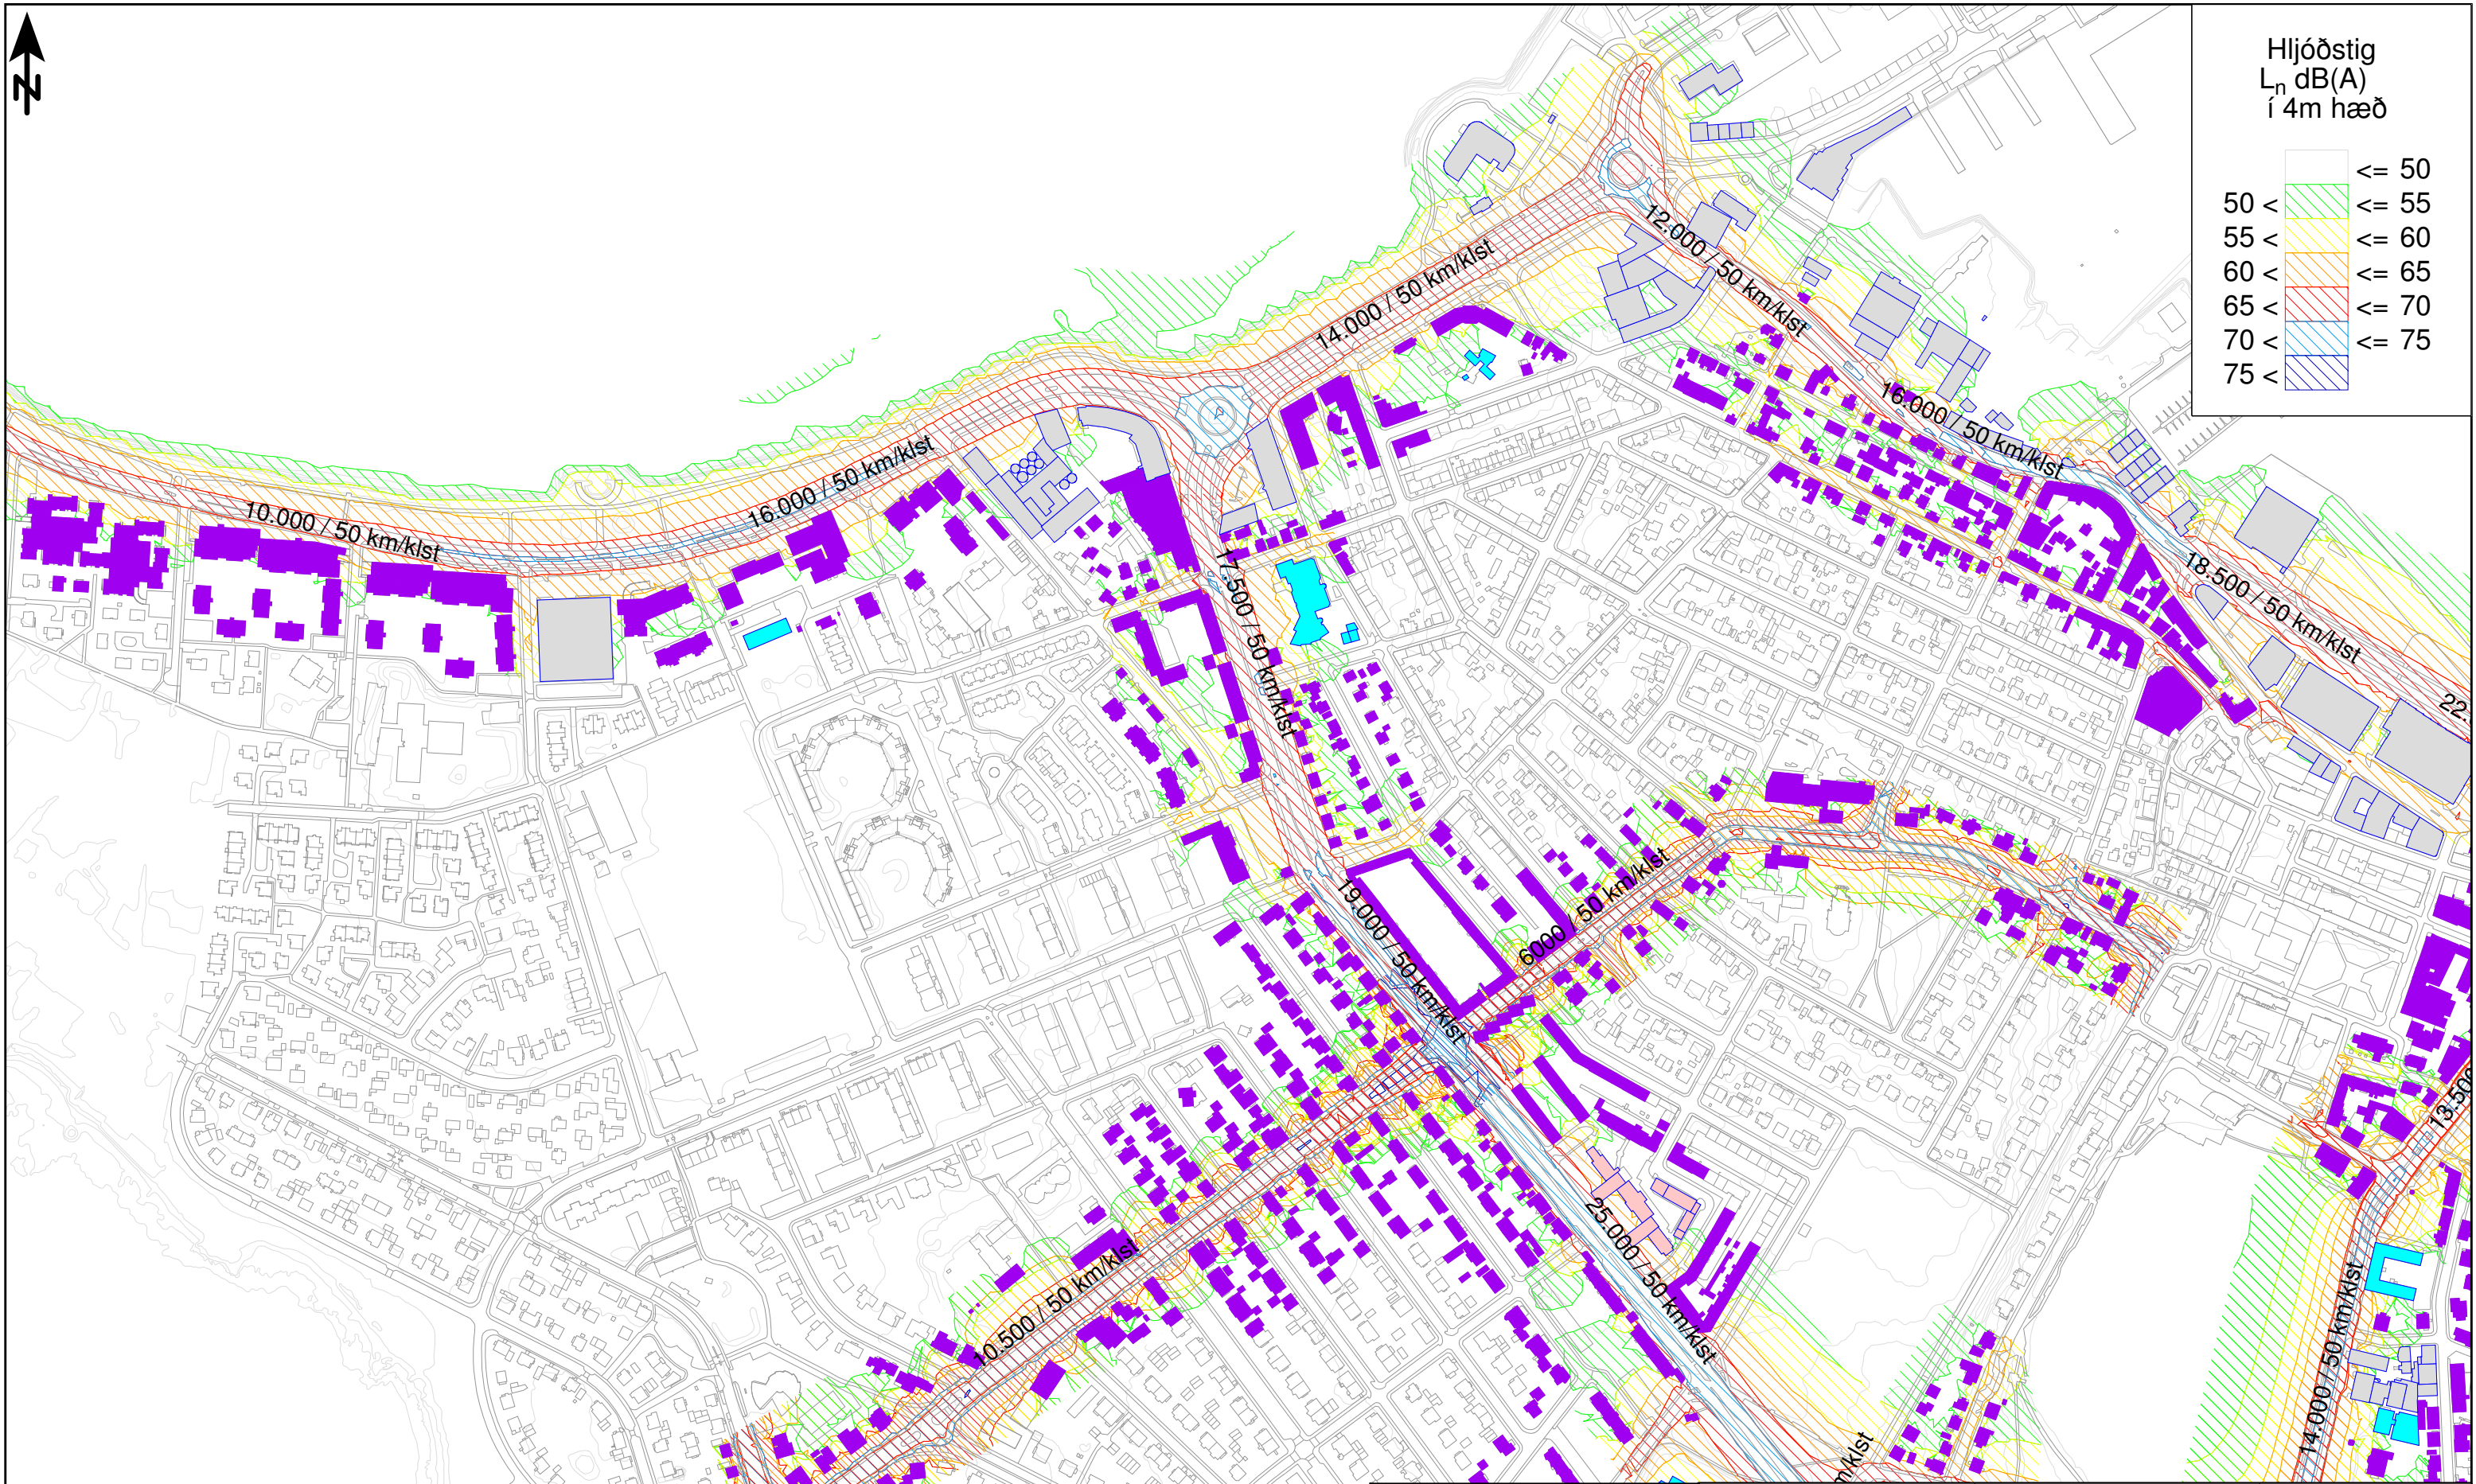 N
Hljóðstig
Ln dB(A)
í 4m hæð
<= 50
50 < <= 55
55 < <= 60
60 < <= 65
65 < <= 70
70 < <= 75
75 <
12.000 / 50 km/klst
14.000 / 50 km/klst
16.000 / 50 km/klst
16.000 / 50 km/klst
10.000 / 50 km/klst
17.500 / 50 km/klst
18.500 / 50 km/klst
22.
19.000 / 50 km/klst
6000 / 50 km/klst
13.500
25.000 / 50 km/klst
10.500 / 50 km/klst
14.000 / 50 km/klst
m/klst